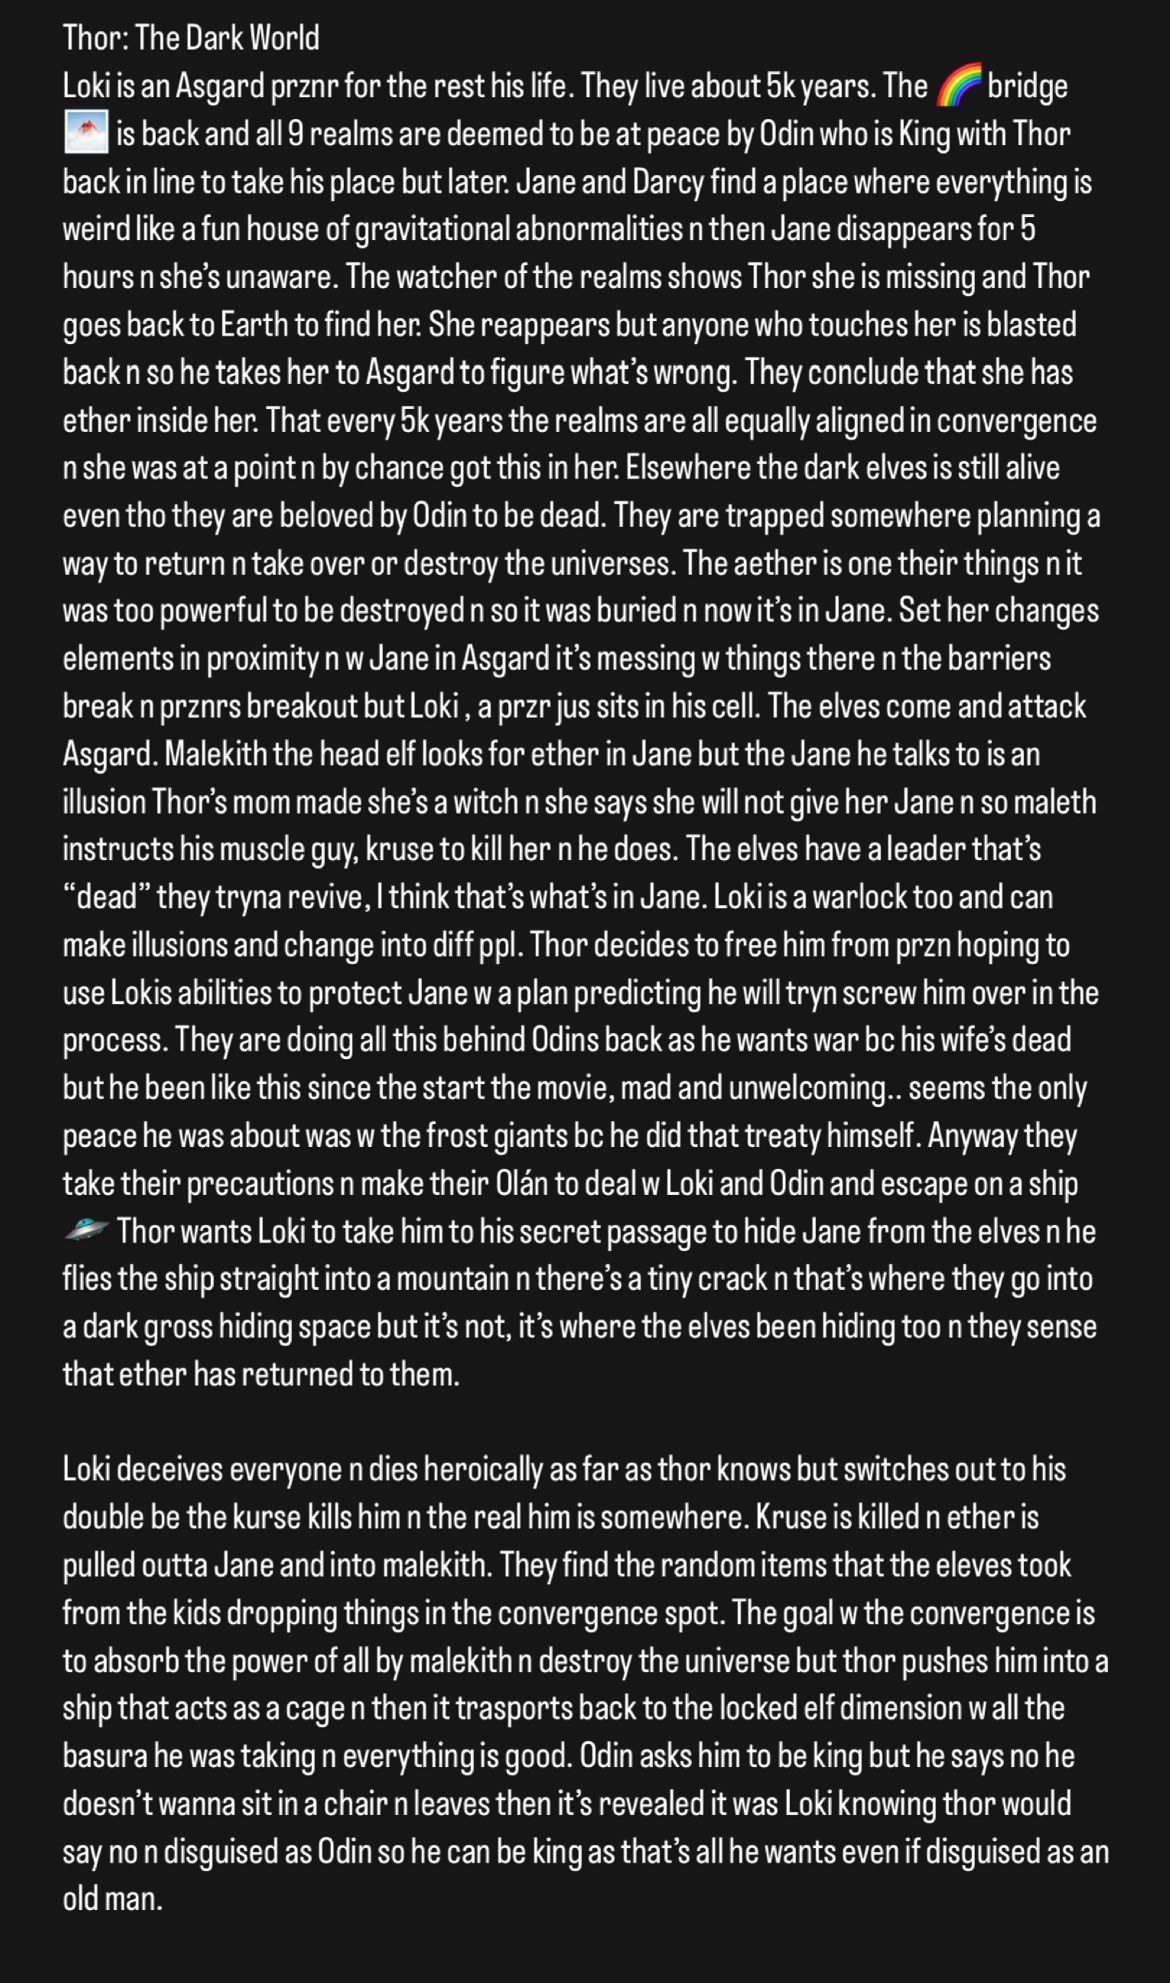 Thor: The Dark World
Loki is an Asgard prznr for the rest his life. They live about 5k years. The 🌈 bridge
🌁 is back and all 9 realms are deemed to be at peace by Odin who is King with Thor
back in line to take his place but later. Jane and Darcy find a place where everything is
weird like a fun house of gravitational abnormalities n then Jane disappears for 5
hours n she's unaware. The watcher of the realms shows Thor she is missing and Thor
goes back to Earth to find her. She reappears but anyone who touches her is blasted
back n so he takes her to Asgard to figure what's wrong. They conclude that she has
ether inside her. That every 5k years the realms are all equally aligned in convergence
n she was at a point n by chance got this in her. Elsewhere the dark elves is still alive
even tho they are beloved by Odin to be dead. They are trapped somewhere planning a
way to return n take over or destroy the universes. The aether is one their things n it
was too powerful to be destroyed n so it was buried n now it's in Jane. Set her changes
elements in proximity n w Jane in Asgard it's messing w things there n the barriers
break n prznrs breakout but Loki , a przr jus sits in his cell. The elves come and attack
Asgard. Malekith the head elf looks for ether in Jane but the Jane he talks to is an
illusion Thor's mom made she's a witch n she says she will not give her Jane n so maleth
instructs his muscle guy, kruse to kill her n he does. The elves have a leader that's
“dead” they tryna revive, I think that's what's in Jane. Loki is a warlock too and can
make illusions and change into diff ppl. Thor decides to free him from przn hoping to
use Lokis abilities to protect Jane w a plan predicting he will tryn screw him over in the
process. They are doing all this behind Odins back as he wants war bc his wife's dead
but he been like this since the start the movie, mad and unwelcoming.. seems the only
peace he was about was w the frost giants bc he did that treaty himself. Anyway they
take their precautions n make their Olán to deal w Loki and Odin and escape on a ship
🛸 Thor wants Loki to take him to his secret passage to hide Jane from the elves n he
flies the ship straight into a mountain n there's a tiny crack n that's where they go into
a dark gross hiding space but it's not, it's where the elves been hiding too n they sense
that ether has returned to them.

Loki deceives everyone n dies heroically as far as thor knows but switches out to his
double be the kurse kills him n the real him is somewhere. Kruse is killed n ether is
pulled outta Jane and into malekith. They find the random items that the eleves took
from the kids dropping things in the convergence spot. The goal w the convergence is
to absorb the power of all by malekith n destroy the universe but thor pushes him into a
ship that acts as a cage n then it trasports back to the locked elf dimension w all the
basura he was taking n everything is good. Odin asks him to be king but he says no he
doesn't wanna sit in a chair n leaves then it's revealed it was Loki knowing thor would
say no n disguised as Odin so he can be king as that's all he wants even if disguised as an
old man.